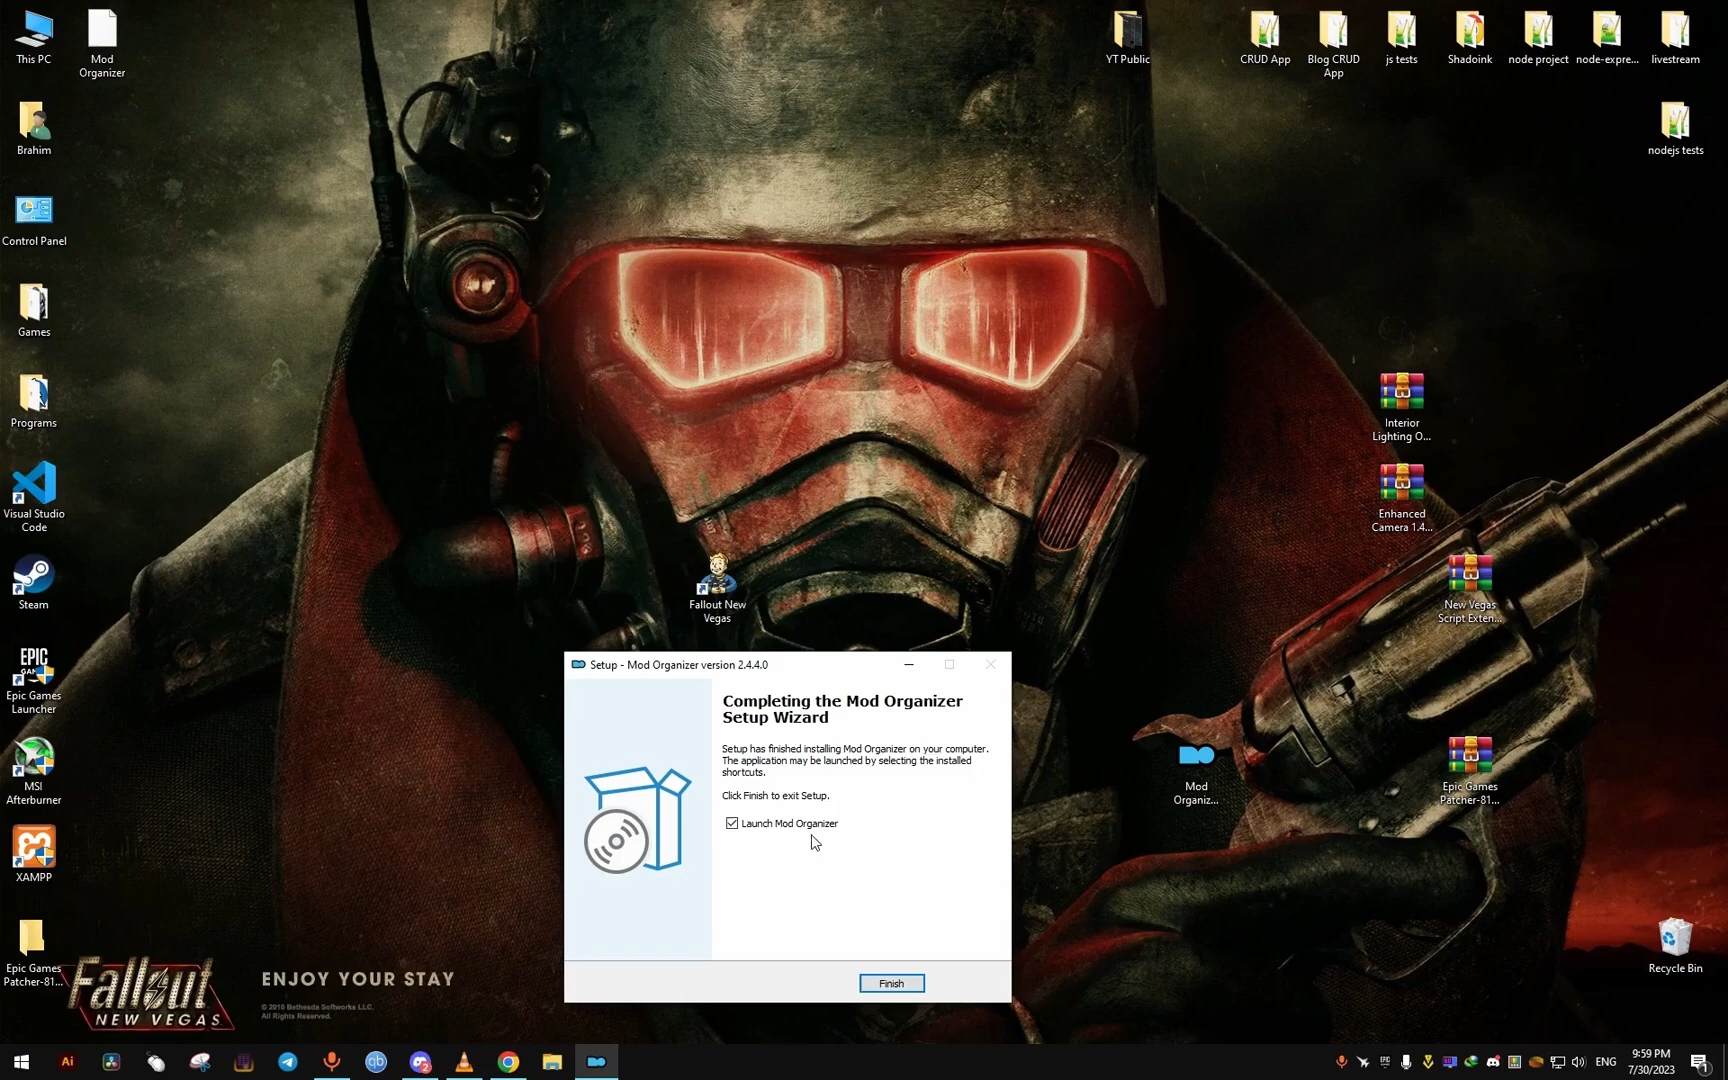 This PC
Mod
Organizer
YT Public
CRUD App
Blog CRUD
App
js tests
Shadoink
node project
node-expre...
livestream
Brahim
nodejs tests
Control Panel
Games
Programs
Interior
Lighting O...
Visual Studio
Code
Enhanced
Camera 1.4...
Steam
Fallout New
Vegas
New Vegas
Script Exten...
EPIC
GAMES
Epic Games
Launcher
Setup - Mod Organizer version 2.4.4.0
Completing the Mod Organizer
Setup Wizard
Setup has finished installing Mod Organizer on your computer.
The application may be launched by selecting the installed
shortcuts.
Click Finish to exit Setup.
Launch Mod Organizer
Finish
MSI
Afterburner
Mod
Organiz...
Epic Games
Patcher-81...
XAMPP
Epic Games
Patcher-81...
Recycle Bin
Fallout
NEW VEGAS
ENJOY YOUR STAY
© 2010 Bethesda Softworks LLC.
All Rights Reserved.
Ai
qb
2
ENG
9:59 PM
7/30/2023
1